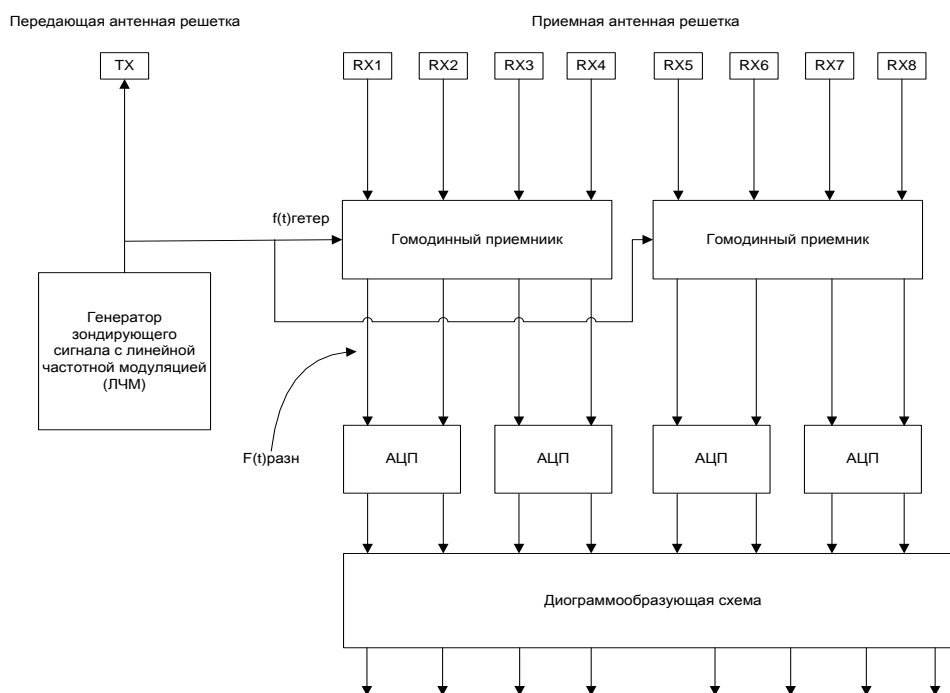 Передающая антенная решетка
Приемная антенная решетка
TX
RX1
RX2
RX3
RX4
RX5
RX6
RX7
RX8
f(t)гетер
Гомодинный приемниик
Гомодинный приемник
Генератор
зондирующего
сигнала с линейной
частотной модуляцией
(ЛЧМ)
F(t)разн
АЦП
АЦП
АЦП
АЦП
Диограммообразующая схема